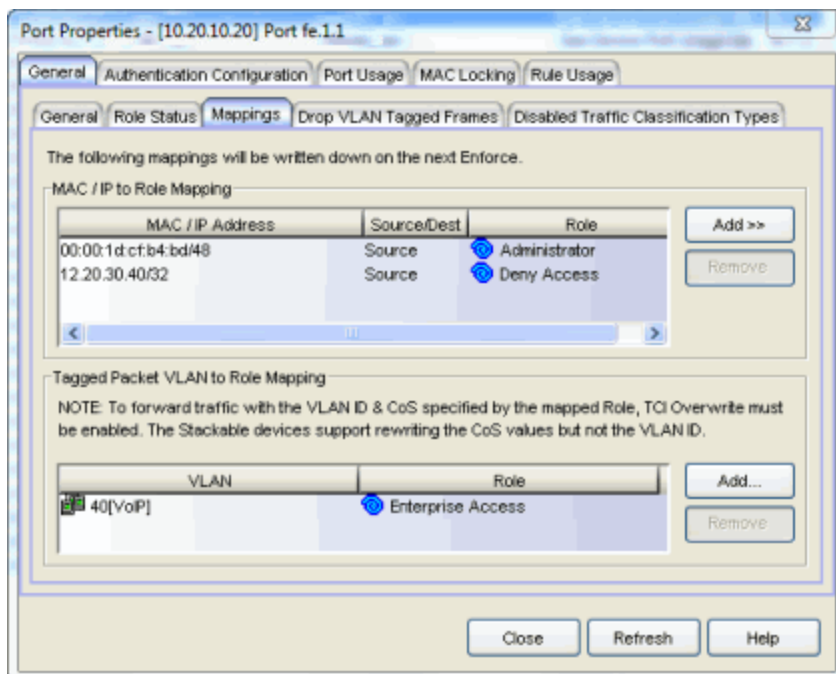 Port Properties - [10.20.10.20] Port fe.1.1
General Authentication Configuration Port Usage MAC Locking Rule Usage
General Role Status Mappings Drop VLAN Tagged Frames Disabled Traffic Classification Types
The following mappings will be written down on the next Enforce.
MAC / IP to Role Mapping
MAC / IP Address Source/Dest Role Add >>
00:00:1d:cf:b4:bd/48 Source Administrator
Remove
12.20.30.40/32 Source Deny Access
Tagged Packet VLAN to Role Mapping
NOTE: To forward traffic with the VLAN ID & CoS specified by the mapped Role, TCI Overwrite must
be enabled. The Stackable devices support rewriting the CoS values but not the VLAN ID.
VLAN Role Add...
40[VoIP] Enterprise Access
Remove
Close Refresh Help